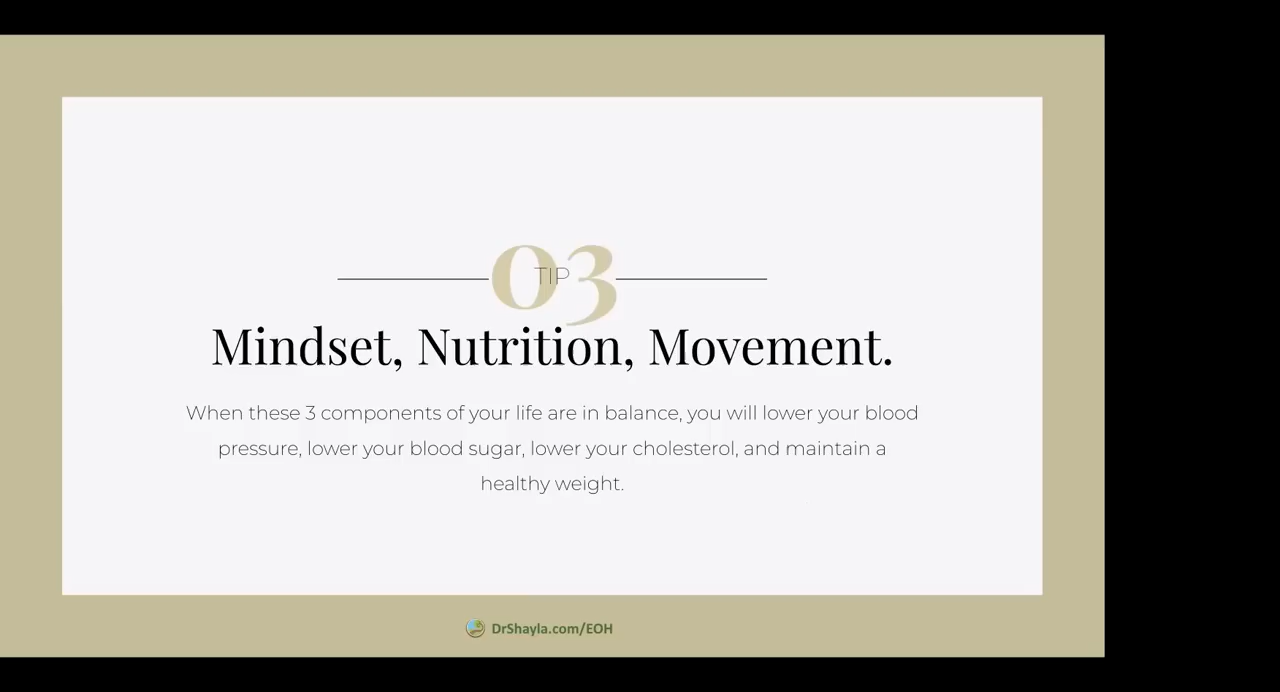 03
TIP
Mindset, Nutrition, Movement.
When these 3 components of your life are in balance, you will lower your blood
pressure, lower your blood sugar, lower your cholesterol, and maintain a
healthy weight.
DrShayla.com/EOH